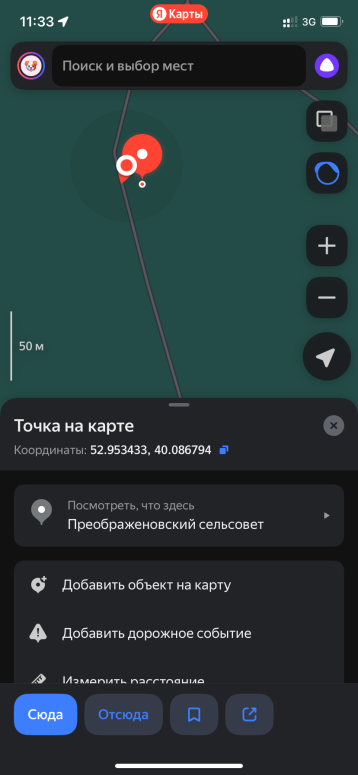 11:33
Я Карты
3G
Поиск и выбор мест
50 м
Точка на карте
Координаты: 52.953433, 40.086794
Посмотреть, что здесь
Преображеновский сельсовет
Добавить объект на карту
Добавить дорожное событие
Измерить расстояние
Сюда
Отсюда